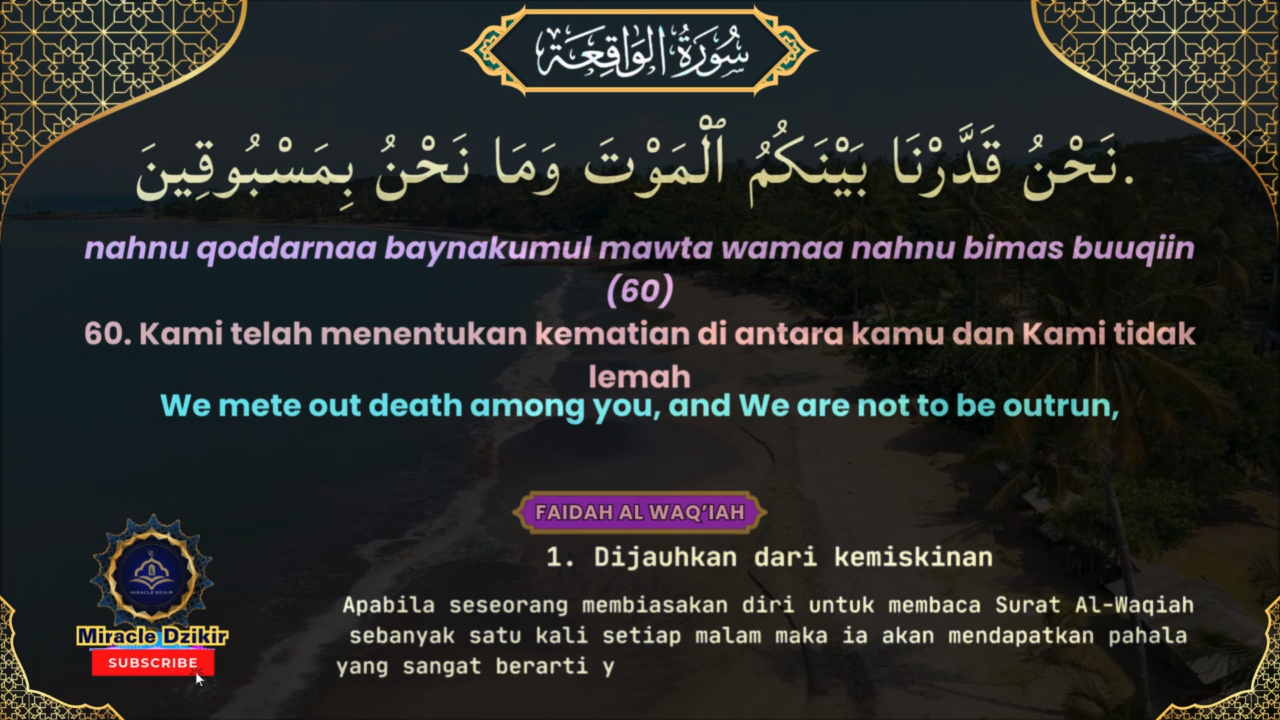 سُورَةُ الوَاقِعَة
نَحْنُ قَدَّرْنَا بَيْنَكُمُ ٱلْمَوْتَ وَمَا نَحْنُ بِمَسْبُوقِينَ.
nahnu qoddarnaa baynakumul mawta wamaa nahnu bimas buuqiin
(60)
60. Kami telah menentukan kematian di antara kamu dan Kami tidak
lemah
We mete out death among you, and We are not to be outrun,
FAIDAH AL WAQ’IAH
1. Dijauhkan dari kemiskinan
Apabila seseorang membiasakan diri untuk membaca Surat Al-Waqiah
sebanyak satu kali setiap malam maka ia akan mendapatkan pahala
yang sangat berarti y
MIRACLE DZIKIR
Miracle Dzikir
SUBSCRIBE